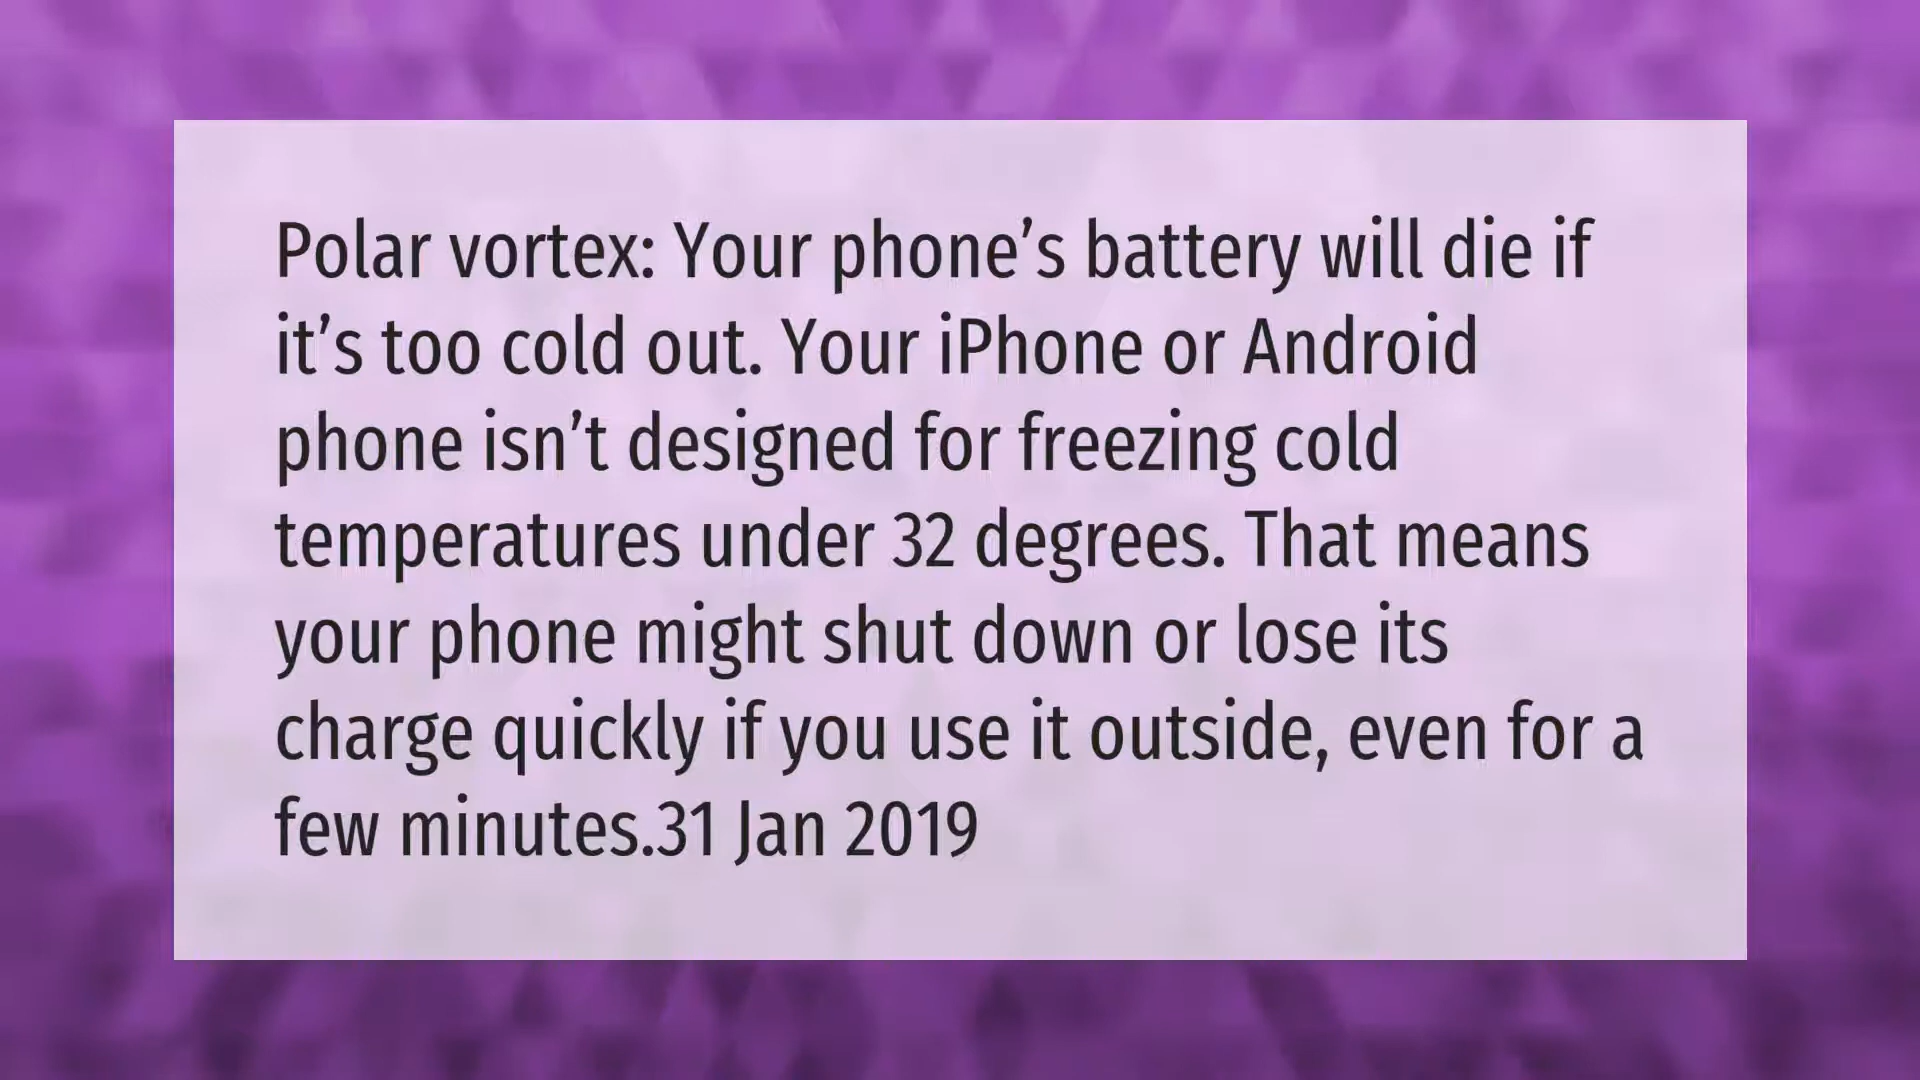 Polar vortex: Your phone’s battery will die if
it’s too cold out. Your iPhone or Android
phone isn’t designed for freezing cold
temperatures under 32 degrees. That means
your phone might shut down or lose its
charge quickly if you use it outside, even for a
few minutes.31 Jan 2019